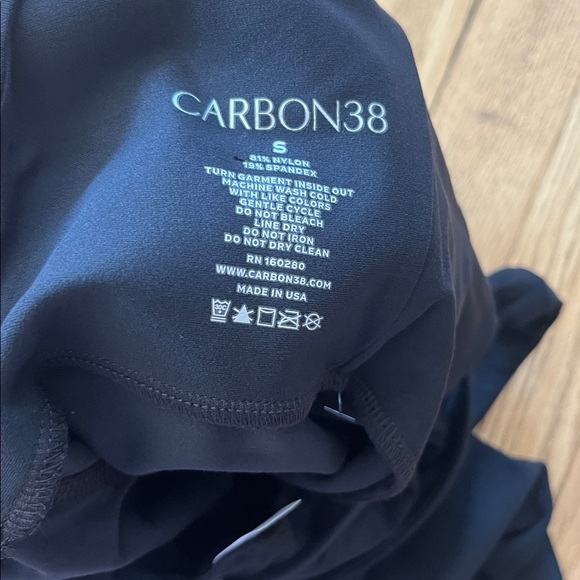 CARBON38
S
81% NYLON
19% SPANDEX
TURN GARMENT INSIDE OUT
MACHINE WASH COLD
WITH LIKE COLORS
GENTLE CYCLE
DO NOT BLEACH
LINE DRY
DO NOT IRON
DO NOT DRY CLEAN
RN 160280
WWW.CARBON38.COM
MADE IN USA